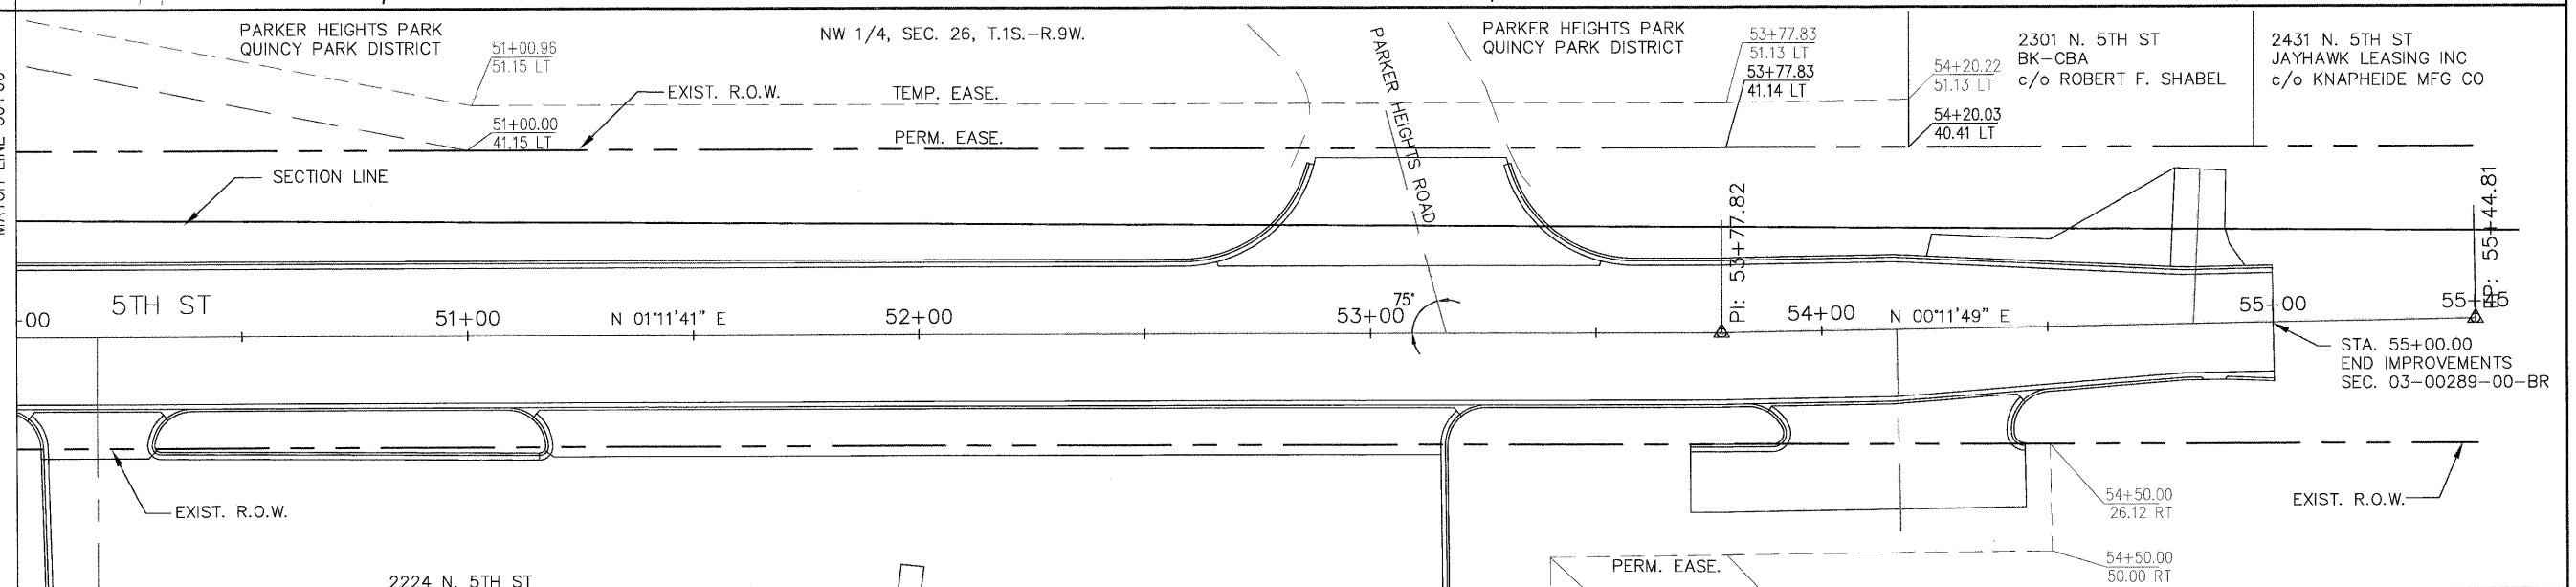 PARKER HEIGHTS PARK
QUINCY PARK DISTRICT
51+00.96
51.15 LT
NW 1/4, SEC. 26, T.1S.-R.9W.
PARKER HEIGHTS ROAD
PARKER HEIGHTS PARK
QUINCY PARK DISTRICT
53+77.83
51.13 LT
53+77.83
41.14 LT
54+20.22
51.13 LT
54+20.03
40.41 LT
2301 N. 5TH ST
BK-CBA
c/o ROBERT F. SHABEL
2431 N. 5TH ST
JAYHAWK LEASING INC
c/o KNAPHEIDE MFG CO
EXIST. R.O.W.
TEMP. EASE.
51+00.00
41.15 LT
PERM. EASE.
SECTION LINE
PI: 53+77.82
EP: 55+44.81
5TH ST
-00
51+00
N 01°11'41" E
52+00
53+00
75°
54+00
N 00°11'49" E
55+00
55+45
STA. 55+00.00
END IMPROVEMENTS
SEC. 03-00289-00-BR
EXIST. R.O.W.
54+50.00
26.12 RT
EXIST. R.O.W.
2224 N. 5TH ST
PERM. EASE.
54+50.00
50.00 RT